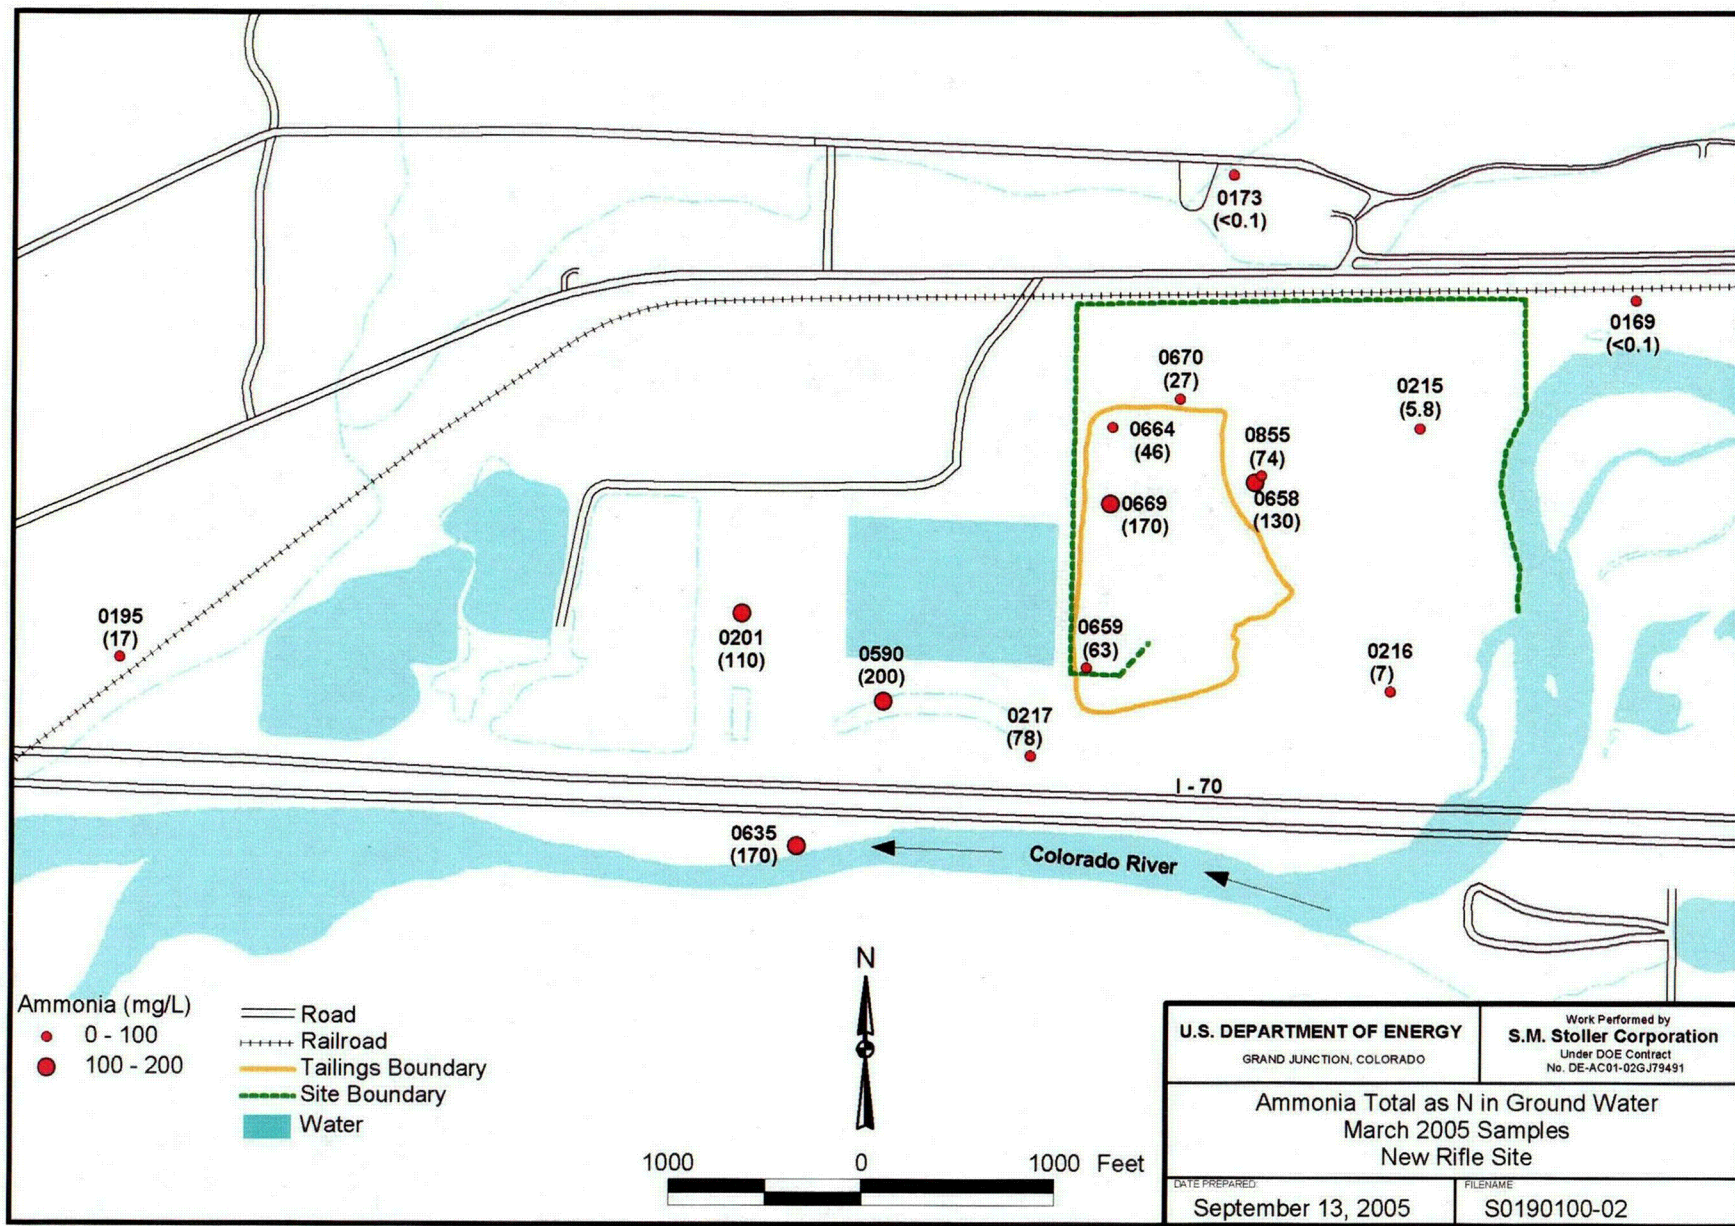 0173
(<0.1)
0169
(<0.1)
0670
(27)
0215
(5.8)
0664
(46)
0855
(74)
0669
(170)
0658
(130)
0195
(17)
0201
(110)
0590
(200)
0659
(63)
0216
(7)
0217
(78)
I - 70
0635
(170)
Colorado River
N
Ammonia (mg/L)
0 - 100
100 - 200
Road
Railroad
Tailings Boundary
Site Boundary
Water
1000 0 1000 Feet
U.S. DEPARTMENT OF ENERGY
GRAND JUNCTION, COLORADO
Work Performed by
S.M. Stoller Corporation
Under DOE Contract
No. DE-AC01-02GJ79491
Ammonia Total as N in Ground Water
March 2005 Samples
New Rifle Site
DATE PREPARED:
September 13, 2005
FILENAME
S0190100-02